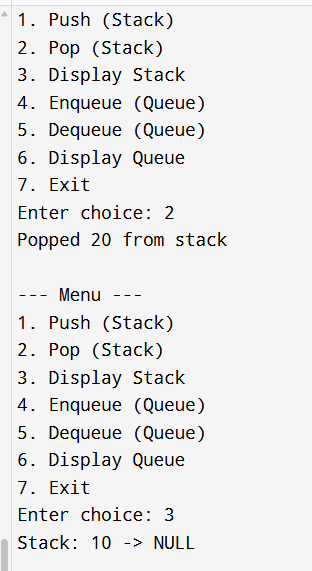 1. Push (Stack)
2. Pop (Stack)
3. Display Stack
4. Enqueue (Queue)
5. Dequeue (Queue)
6. Display Queue
7. Exit
Enter choice: 2
Popped 20 from stack

--- Menu ---
1. Push (Stack)
2. Pop (Stack)
3. Display Stack
4. Enqueue (Queue)
5. Dequeue (Queue)
6. Display Queue
7. Exit
Enter choice: 3
Stack: 10 -> NULL